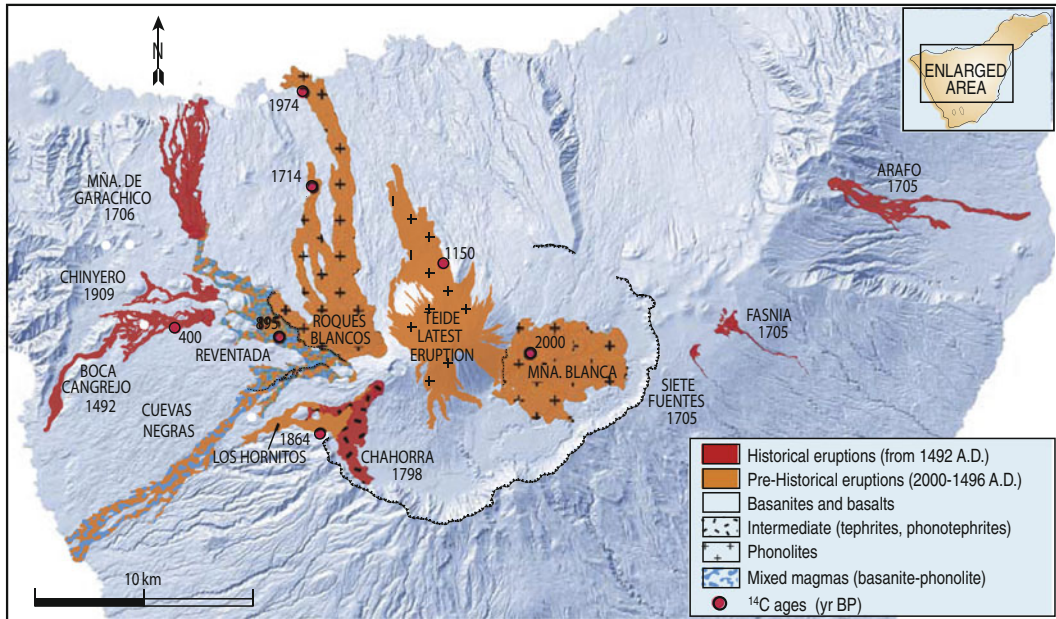 N
ENLARGED
AREA
1974
1714
MÑA. DE
GARACHICO
1706
ARAFO
1705
1150
CHINYERO
1909
400
REVENTADA
ROQUES
BLANCOS
TEIDE
LATEST
ERUPTION
2000
MÑA. BLANCA
FASNIA
1705
BOCA
CANGREJO
1492
SIETE
FUENTES
1705
CUEVAS
NEGRAS
1864
LOS HORNITOS
CHAHORRA
1798
10 km
Historical eruptions (from 1492 A.D.)
Pre-Historical eruptions (2000-1496 A.D.)
Basanites and basalts
Intermediate (tephrites, phonotephrites)
Phonolites
Mixed magmas (basanite-phonolite)
¹⁴C ages (yr BP)